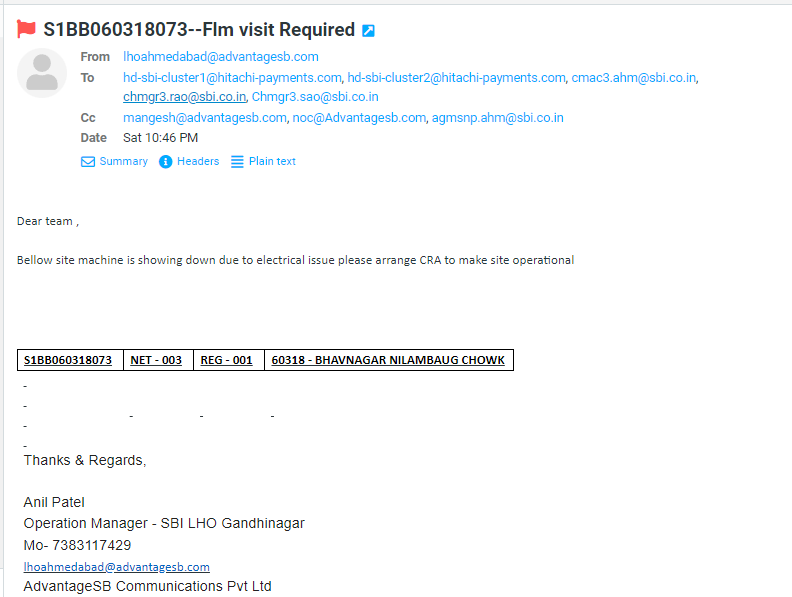 S1BB060318073--Flm visit Required
From lhoahmedabad@advantagesb.com
To hd-sbi-cluster1@hitachi-payments.com, hd-sbi-cluster2@hitachi-payments.com, cmac3.ahm@sbi.co.in,
chmgr3.rao@sbi.co.in, Chmgr3.sao@sbi.co.in
Cc mangesh@advantagesb.com, noc@Advantagesb.com, agmsnp.ahm@sbi.co.in
Date Sat 10:46 PM
Summary Headers Plain text
Dear team ,
Bellow site machine is showing down due to electrical issue please arrange CRA to make site operational
S1BB060318073 NET - 003 REG - 001 60318 - BHAVNAGAR NILAMBAUG CHOWK
-
-
- - -
-
-
Thanks & Regards,
Anil Patel
Operation Manager - SBI LHO Gandhinagar
Mo- 7383117429
lhoahmedabad@advantagesb.com
AdvantageSB Communications Pvt Ltd